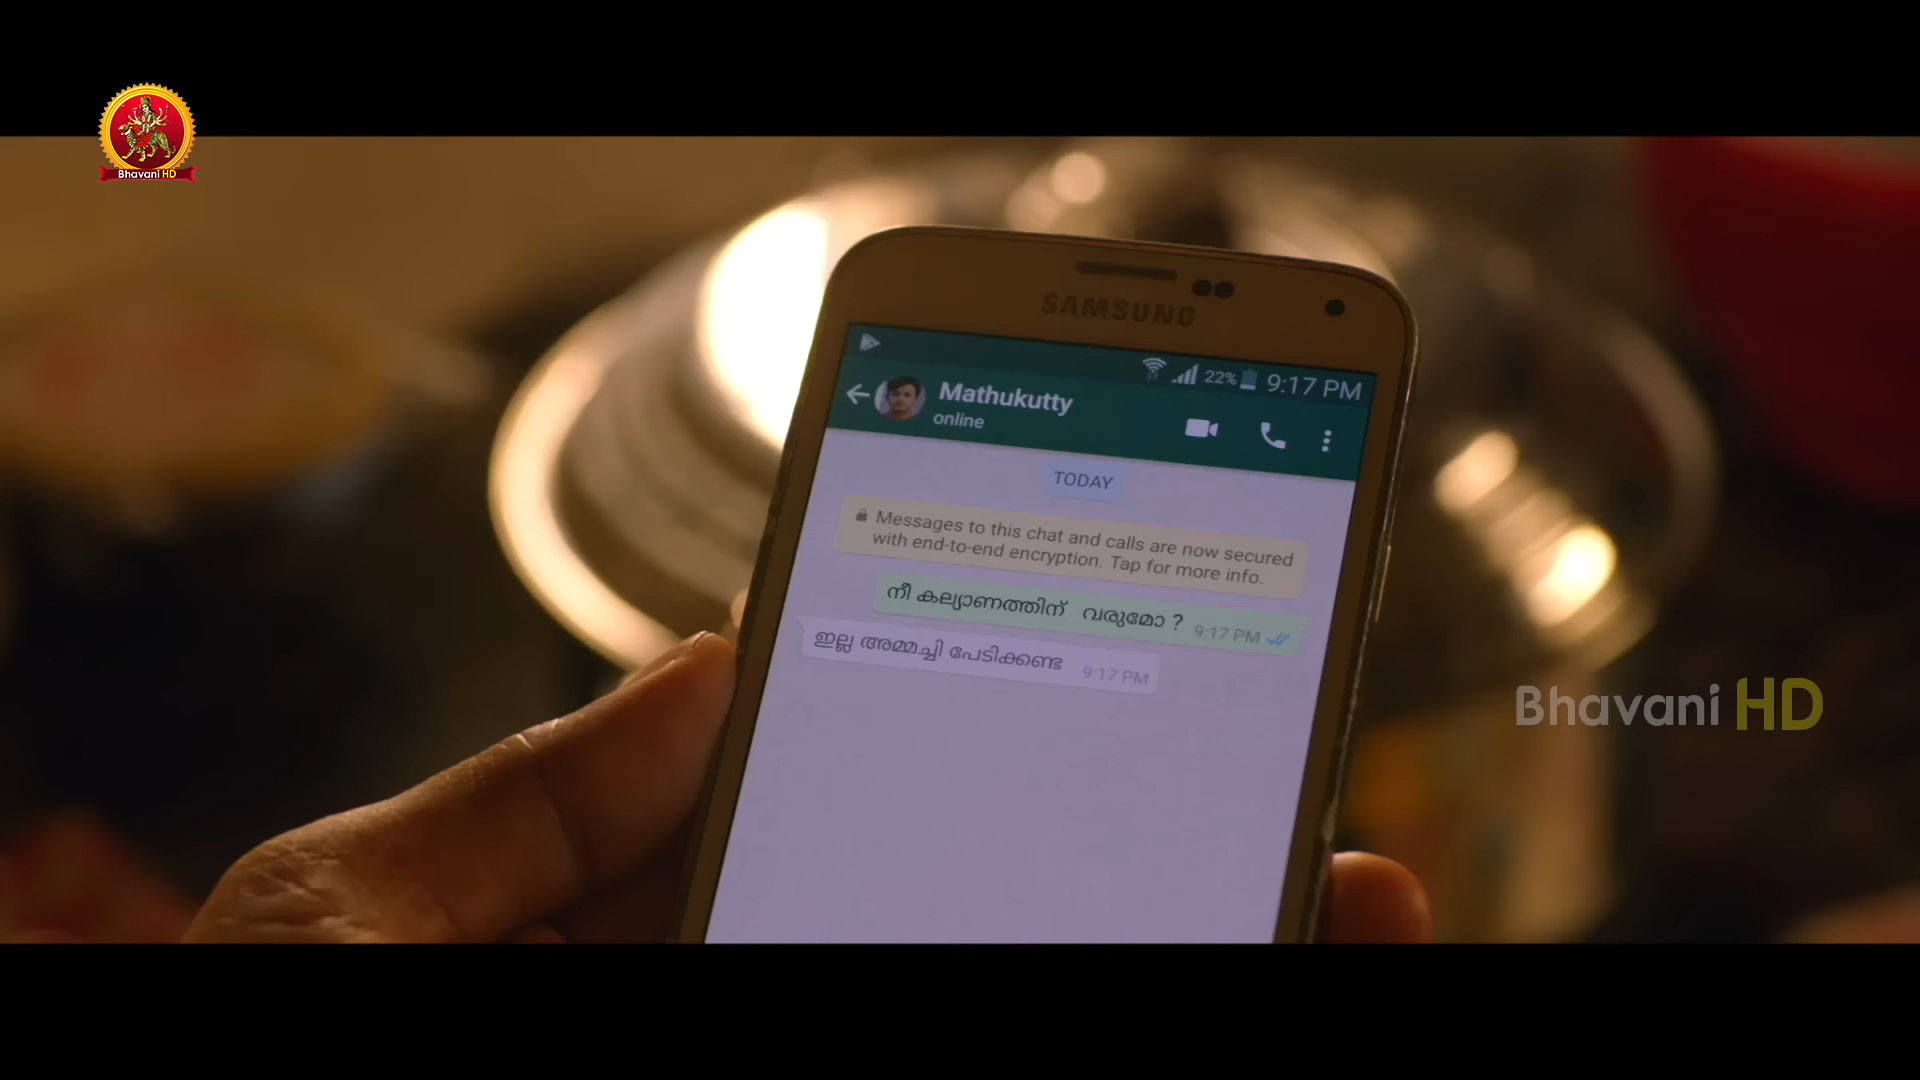 Bhavani HD
SAMSUNG
22% 9:17 PM
Mathukutty
online
TODAY
Messages to this chat and calls are now secured
with end-to-end encryption. Tap for more info.
നീ കല്യാണത്തിന് വരുമോ ? 9:17 PM
ഇല്ല അമ്മച്ചി പേടിക്കണ്ട 9:17 PM
Bhavani HD